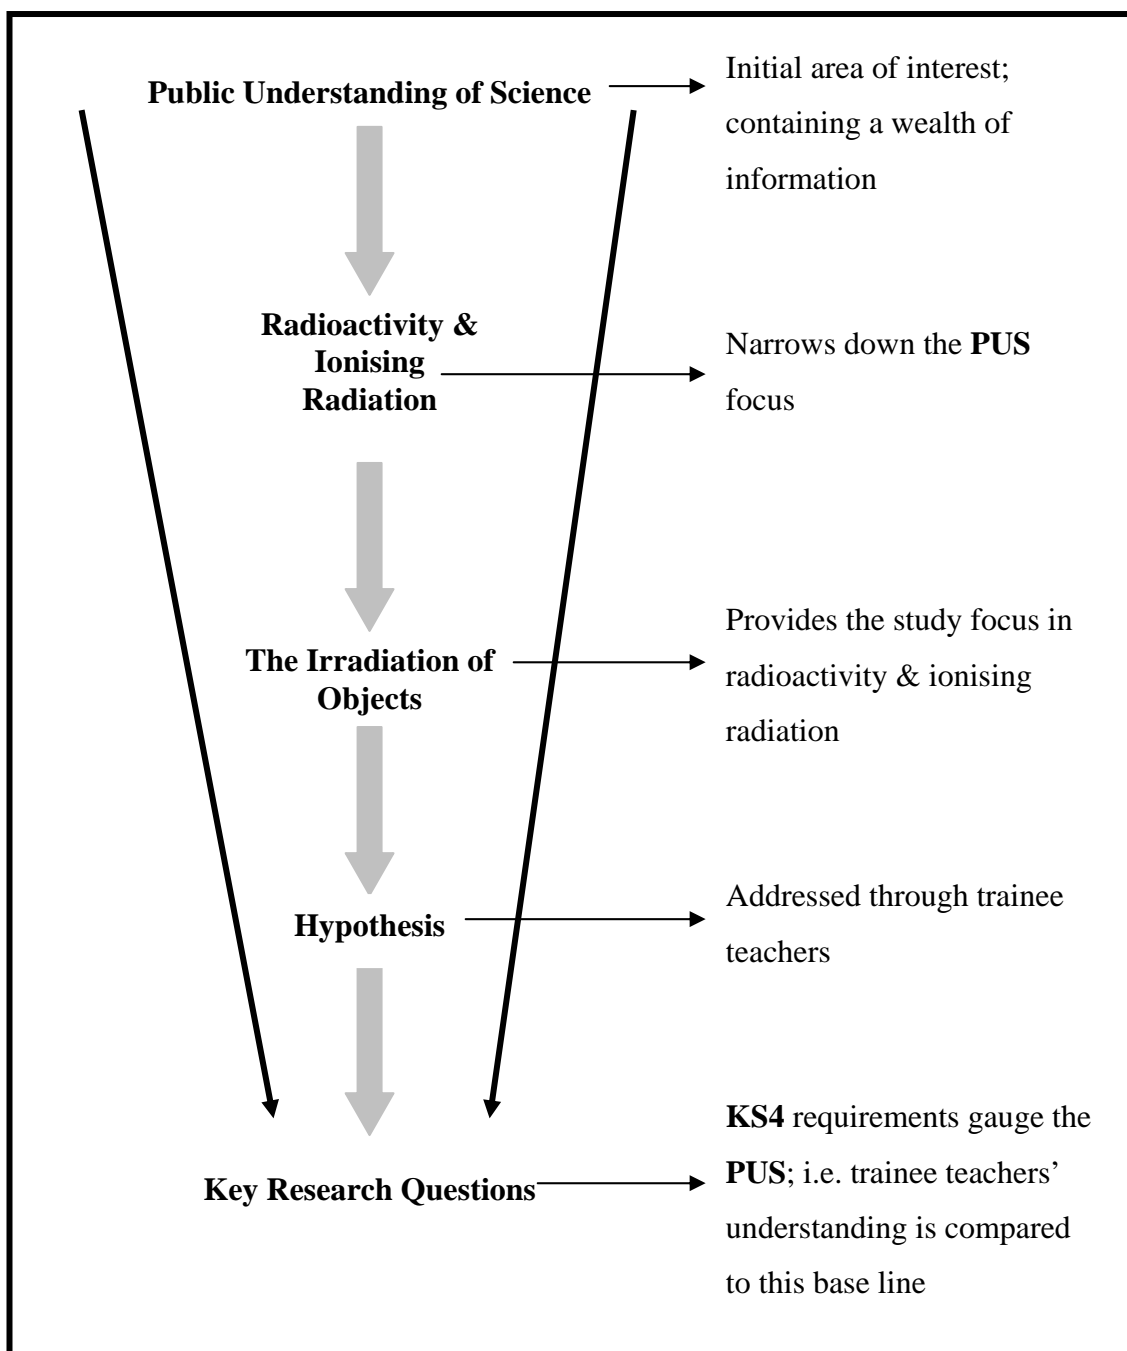 Public Understanding of Science
Initial area of interest;
containing a wealth of
information
Radioactivity &
Ionising
Radiation
Narrows down the PUS
focus
The Irradiation of
Objects
Provides the study focus in
radioactivity & ionising
radiation
Hypothesis
Addressed through trainee
teachers
Key Research Questions
KS4 requirements gauge the
PUS; i.e. trainee teachers’
understanding is compared
to this base line